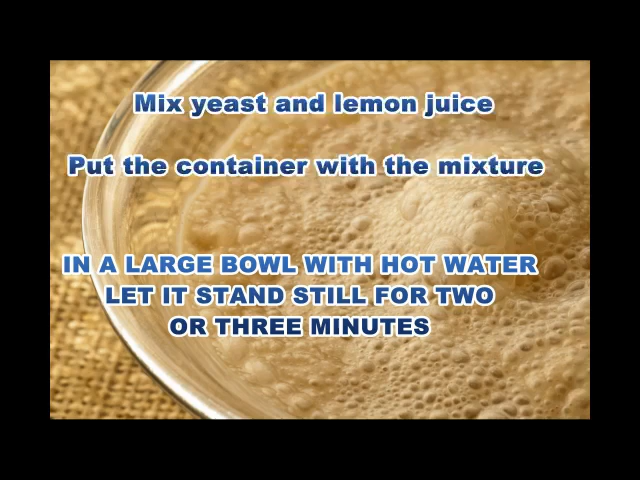 Mix yeast and lemon juice
Put the container with the mixture
IN A LARGE BOWL WITH HOT WATER
LET IT STAND STILL FOR TWO
OR THREE MINUTES